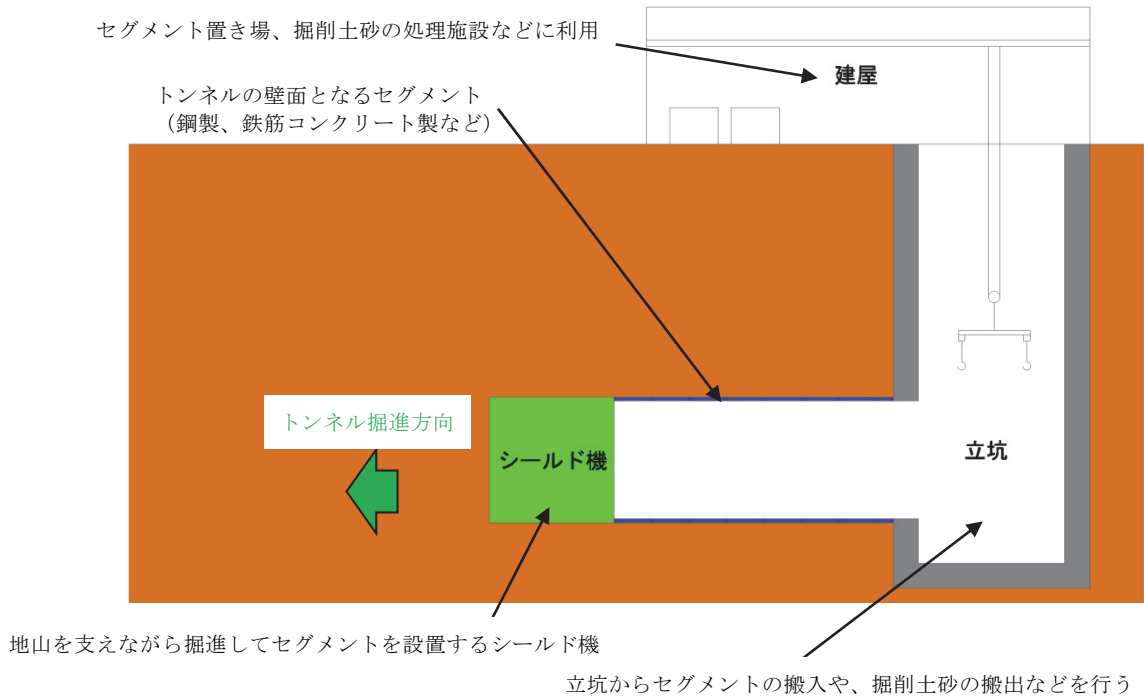 セグメント置き場、掘削土砂の処理施設などに利用
建屋
トンネルの壁面となるセグメント
（鋼製、鉄筋コンクリート製など）
トンネル掘進方向
シールド機
立坑
地山を支えながら掘進してセグメントを設置するシールド機
立坑からセグメントの搬入や、掘削土砂の搬出などを行う